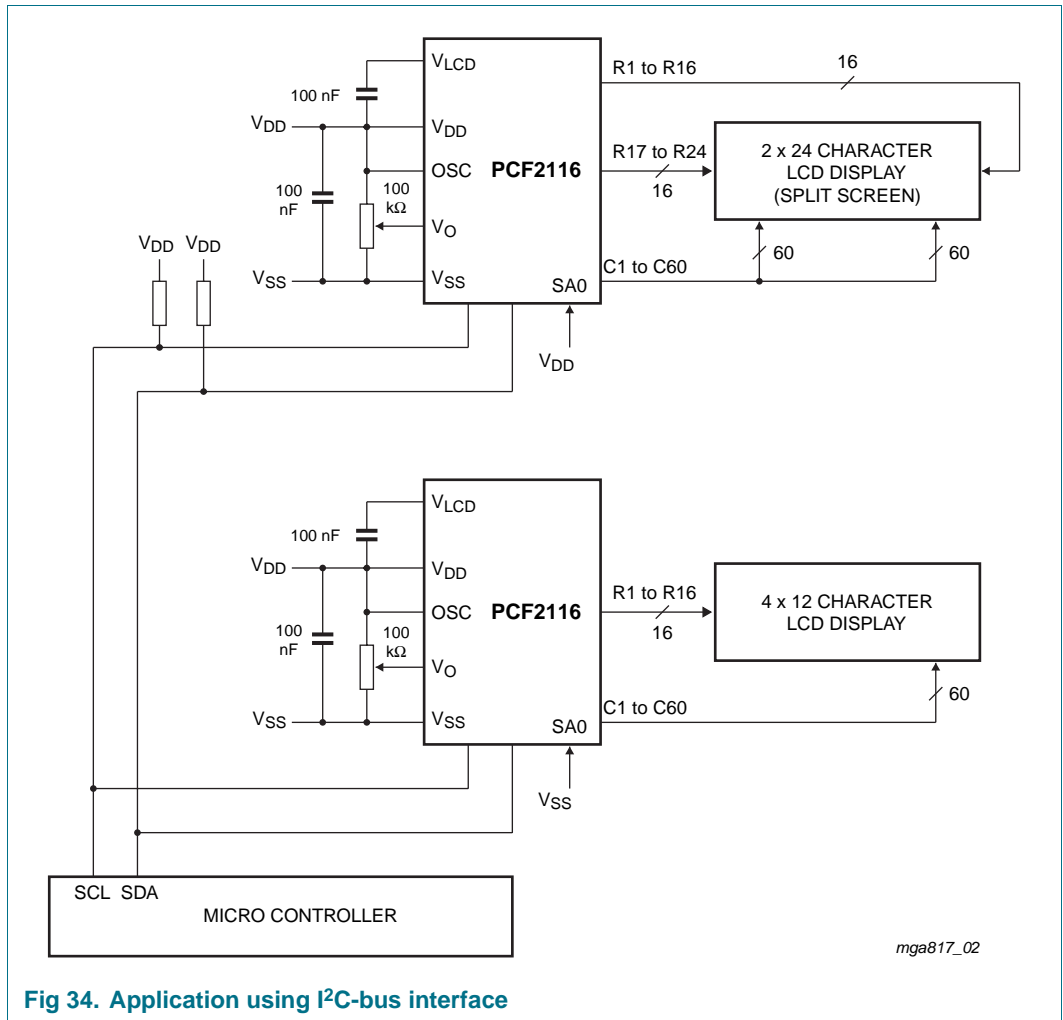 VLCD
R1 to R16
16
100 nF
VDD
VDD
R17 to R24
16
2 x 24 CHARACTER
LCD DISPLAY
(SPLIT SCREEN)
OSC
PCF2116
100
nF
100
kΩ
VO
60
60
VDD VDD
VSS
VSS
C1 to C60
SA0
VDD
VLCD
100 nF
VDD
VDD
R1 to R16
16
4 x 12 CHARACTER
LCD DISPLAY
OSC
PCF2116
100
nF
100
kΩ
VO
60
VSS
VSS
C1 to C60
SA0
VSS
SCL SDA
MICRO CONTROLLER
mga817_02
Fig 34. Application using I²C-bus interface